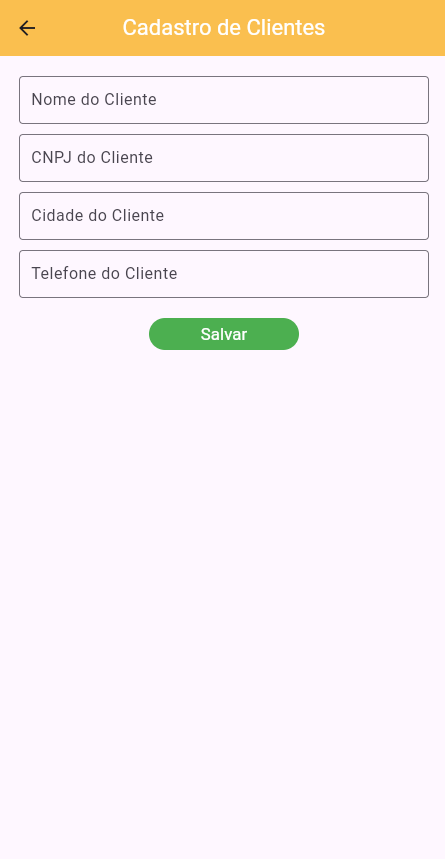 Cadastro de Clientes
Nome do Cliente
CNPJ do Cliente
Cidade do Cliente
Telefone do Cliente
Salvar